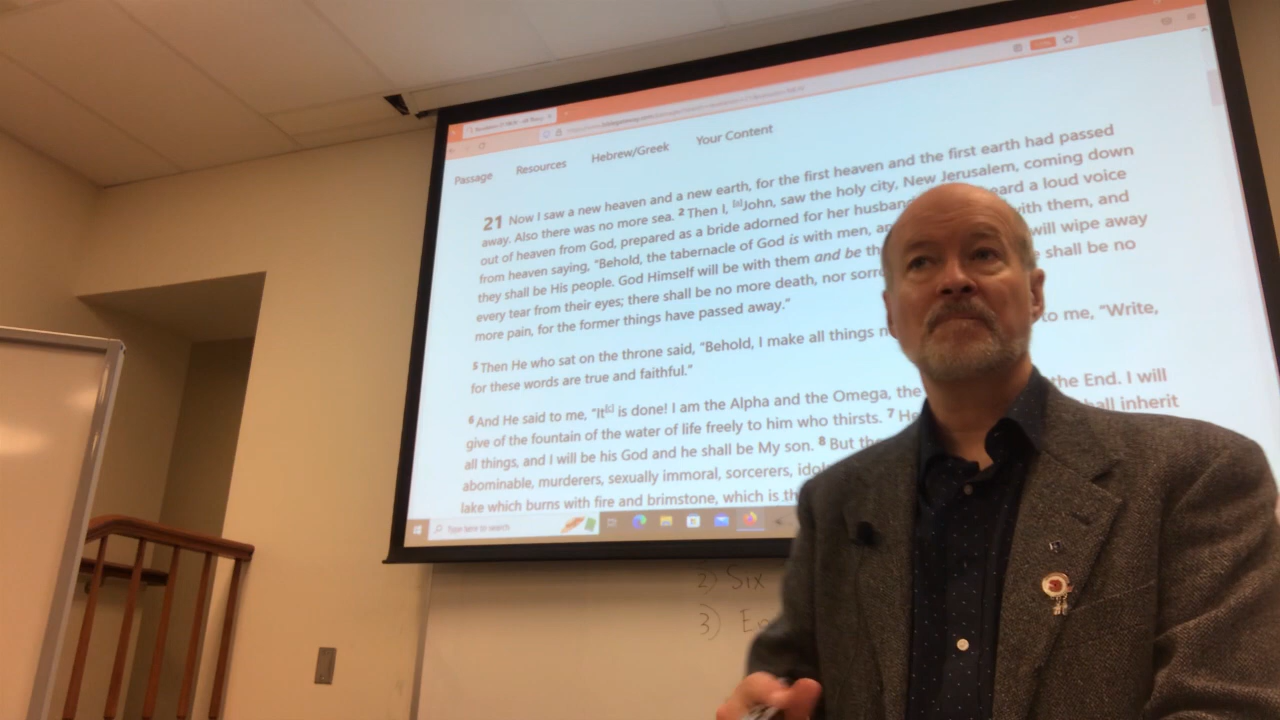 Passage Resources Hebrew/Greek Your Content
21 Now I saw a new heaven and a new earth, for the first heaven and the first earth had passed
away. Also there was no more sea. 2 Then I, [a]John, saw the holy city, New Jerusalem, coming down
out of heaven from God, prepared as a bride adorned for her husband a loud voice
from heaven saying, “Behold, the tabernacle of God is with men, with them, and
they shall be His people. God Himself will be with them and be will wipe away
every tear from their eyes; there shall be no more death, nor shall be no
more pain, for the former things have passed away.”
5 Then He who sat on the throne said, “Behold, I make all things to me, “Write,
for these words are true and faithful.”
6 And He said to me, “It[c] is done! I am the Alpha and the Omega, the the End. I will
give of the fountain of the water of life freely to him who thirsts. 7 inherit
all things, and I will be his God and he shall be My son. 8 But
abominable, murderers, sexually immoral, sorcerers,
lake which burns with fire and brimstone, which is
Type here to search
2) Six
3)